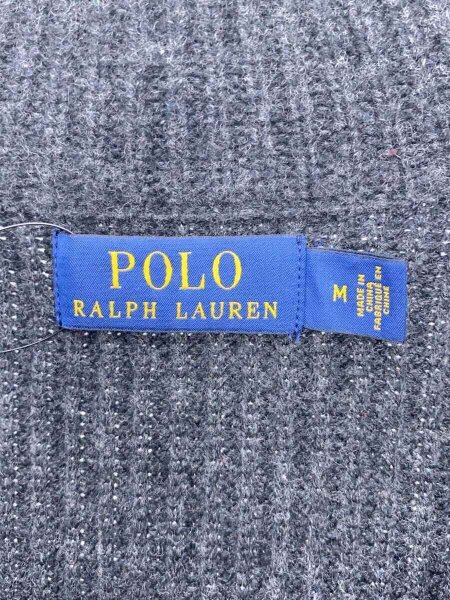 POLO
RALPH LAUREN
M
MADE IN
CHINA
FABRIQUÉ EN
CHINE